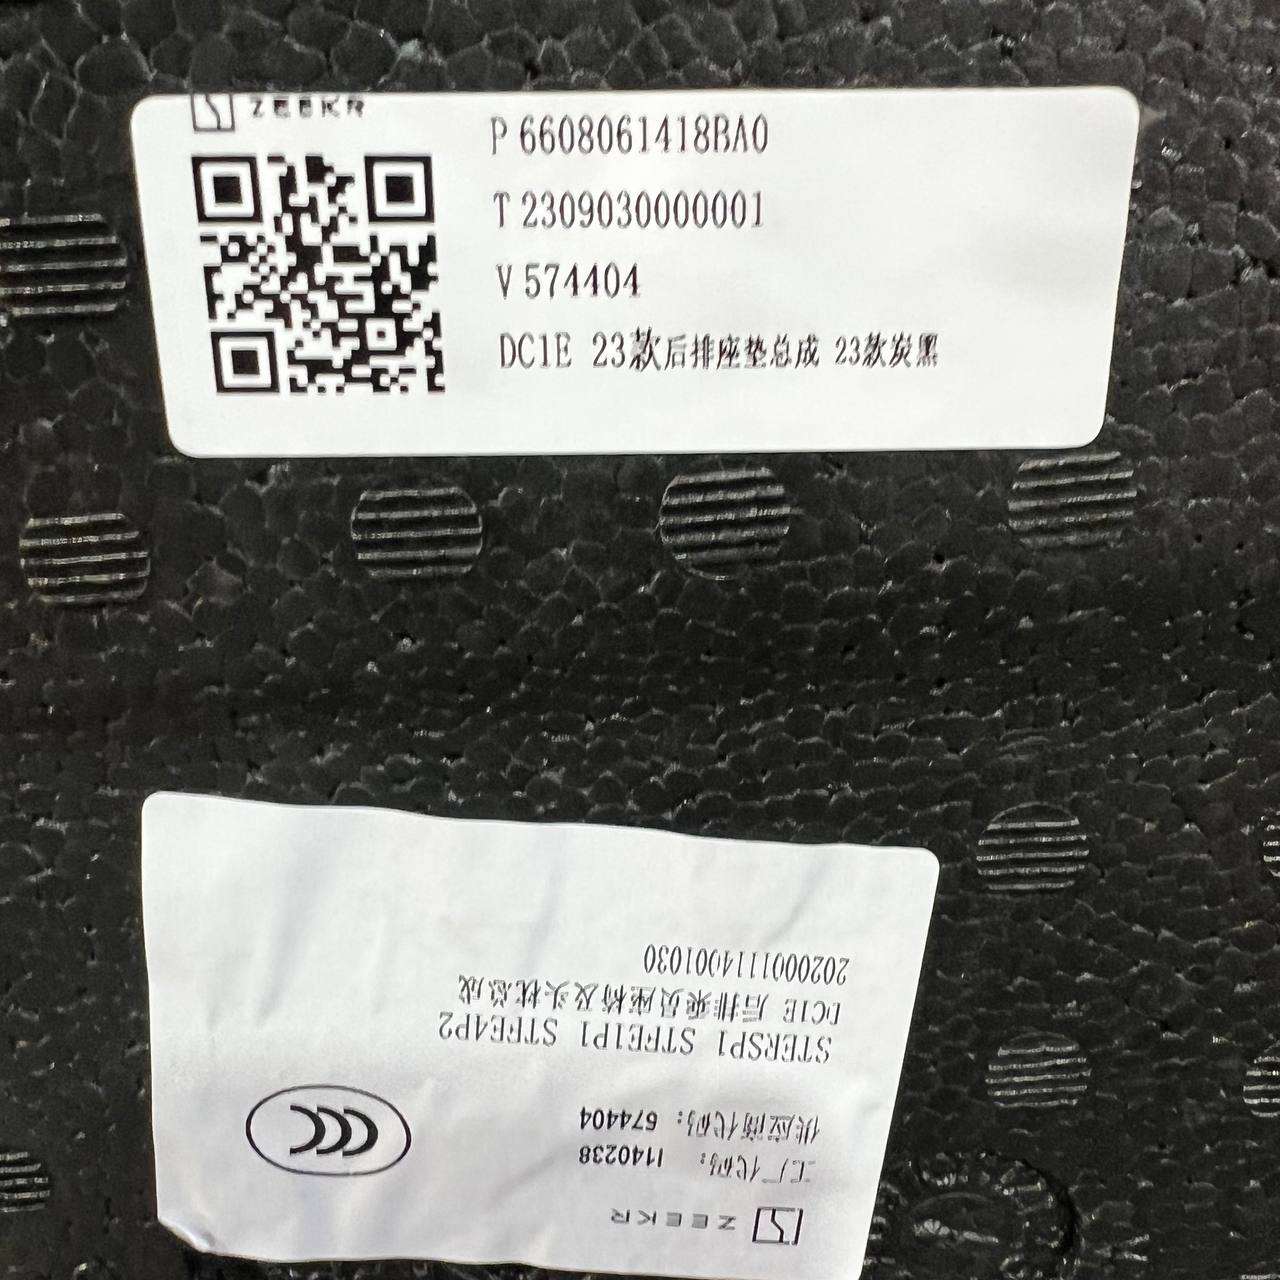 ZEEKR
P 6608061418BA0
T 2309030000001
V 574404
DC1E 23款后排座垫总成 23款炭黑
ZEEKR
工厂代码: I140238
供应商代码: 574404
STERSP1 STFE1P1 STFE4P2
DC1E 后排乘员座椅及头枕总成
2020001114001030